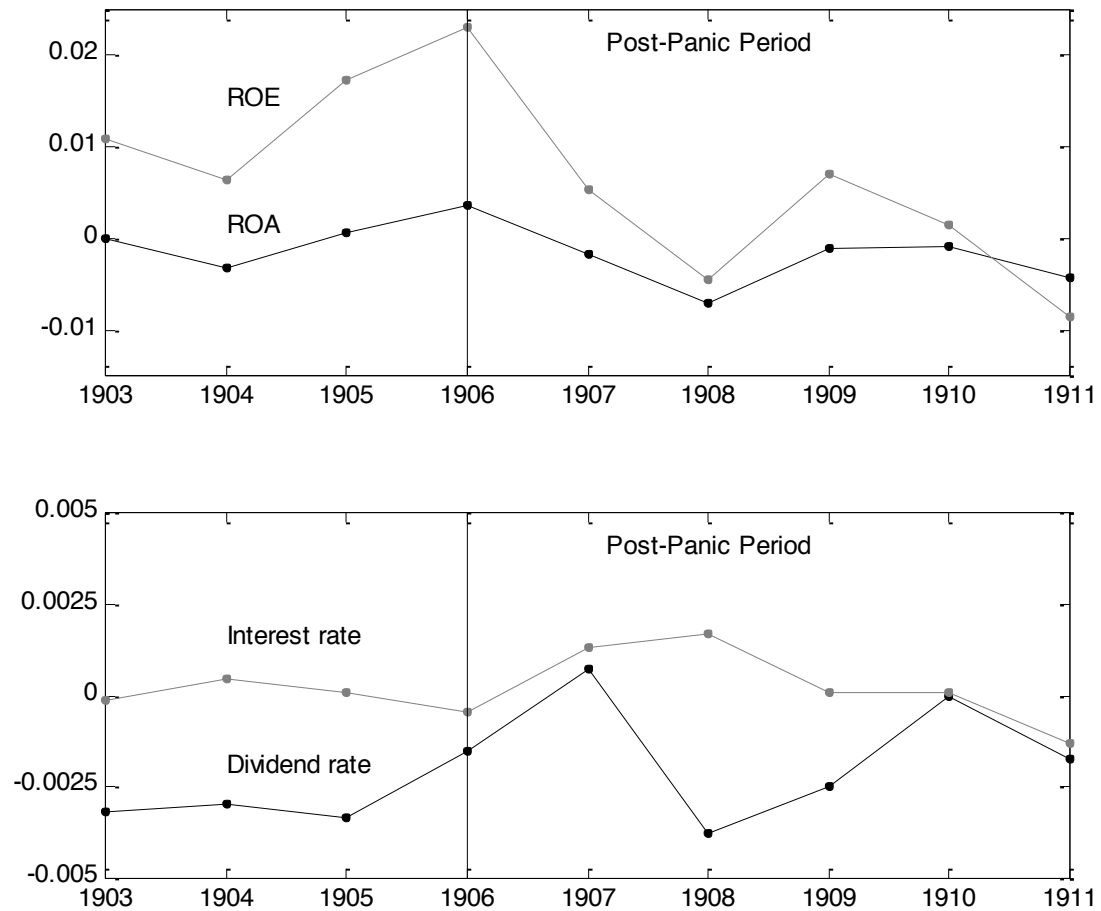 0.02
Post-Panic Period
ROE
0.01
ROA
0
-0.01
1903 1904 1905 1906 1907 1908 1909 1910 1911
0.005
Post-Panic Period
0.0025
Interest rate
0
Dividend rate
-0.0025
-0.005
1903 1904 1905 1906 1907 1908 1909 1910 1911